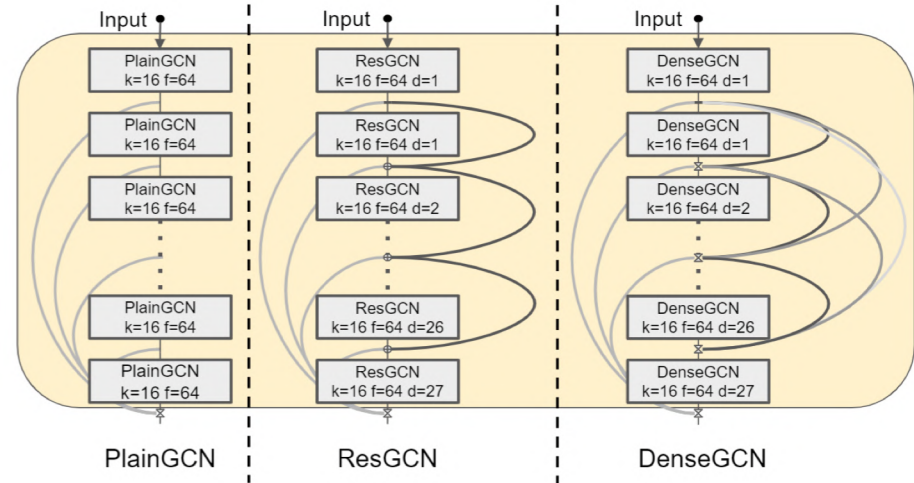 Input
PlainGCN
k=16 f=64
PlainGCN
k=16 f=64
PlainGCN
k=16 f=64
PlainGCN
k=16 f=64
PlainGCN
k=16 f=64
PlainGCN
Input
ResGCN
k=16 f=64 d=1
ResGCN
k=16 f=64 d=1
ResGCN
k=16 f=64 d=2
ResGCN
k=16 f=64 d=26
ResGCN
k=16 f=64 d=27
ResGCN
Input
DenseGCN
k=16 f=64 d=1
DenseGCN
k=16 f=64 d=1
DenseGCN
k=16 f=64 d=2
DenseGCN
k=16 f=64 d=26
DenseGCN
k=16 f=64 d=27
DenseGCN